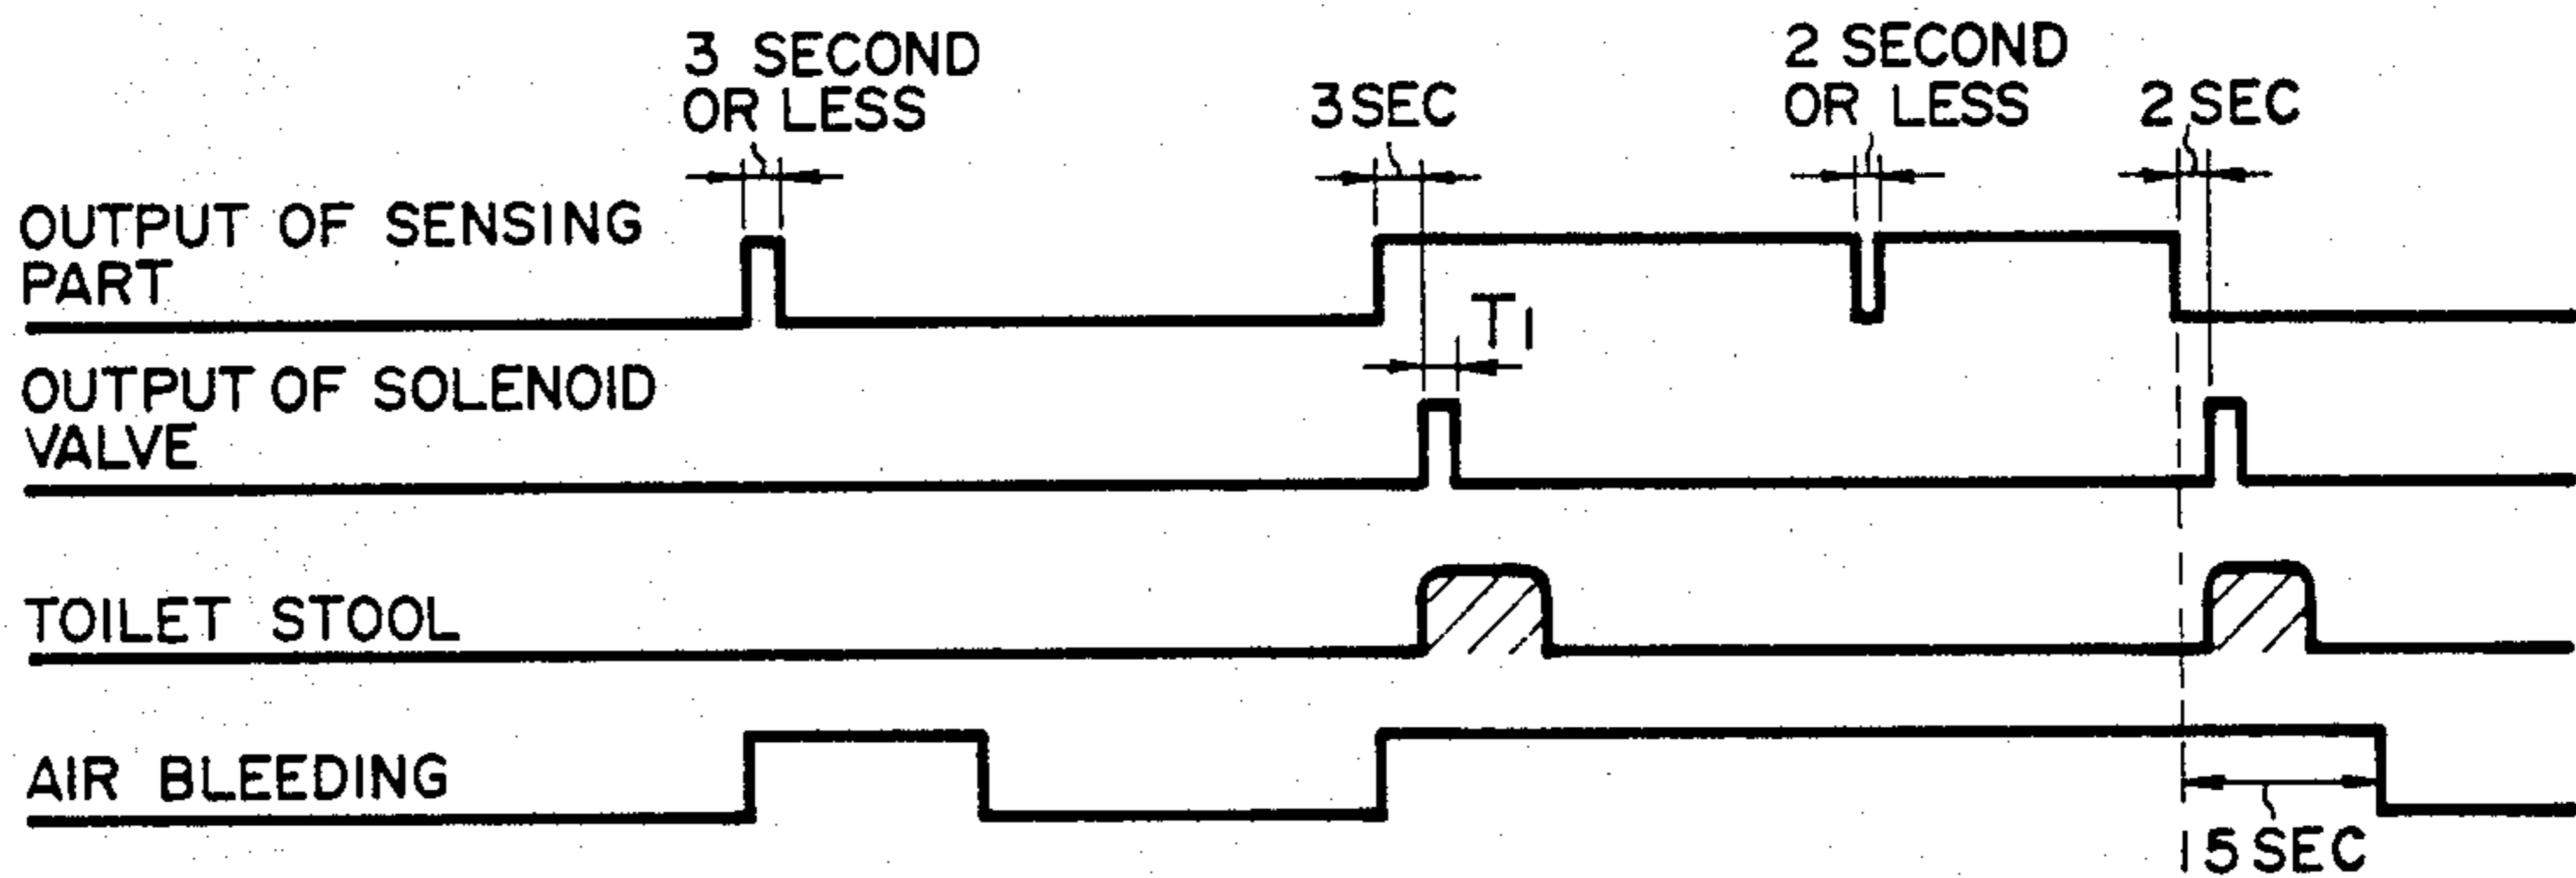 3 SECOND
OR LESS
3 SEC
2 SECOND
OR LESS
2 SEC
OUTPUT OF SENSING
PART
T1
OUTPUT OF SOLENOID
VALVE
TOILET STOOL
AIR BLEEDING
15 SEC